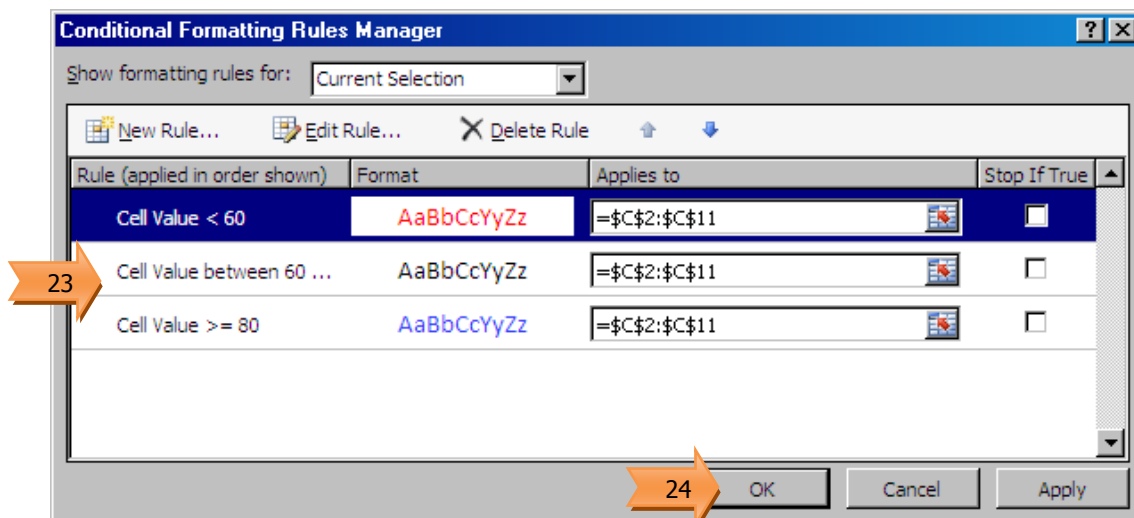 Conditional Formatting Rules Manager ? X
Show formatting rules for: Current Selection
New Rule... Edit Rule... Delete Rule
Rule (applied in order shown) Format Applies to Stop If True
Cell Value < 60 AaBbCcYyZz =$C$2:$C$11
23 Cell Value between 60 ... AaBbCcYyZz =$C$2:$C$11
Cell Value >= 80 AaBbCcYyZz =$C$2:$C$11
24 OK Cancel Apply